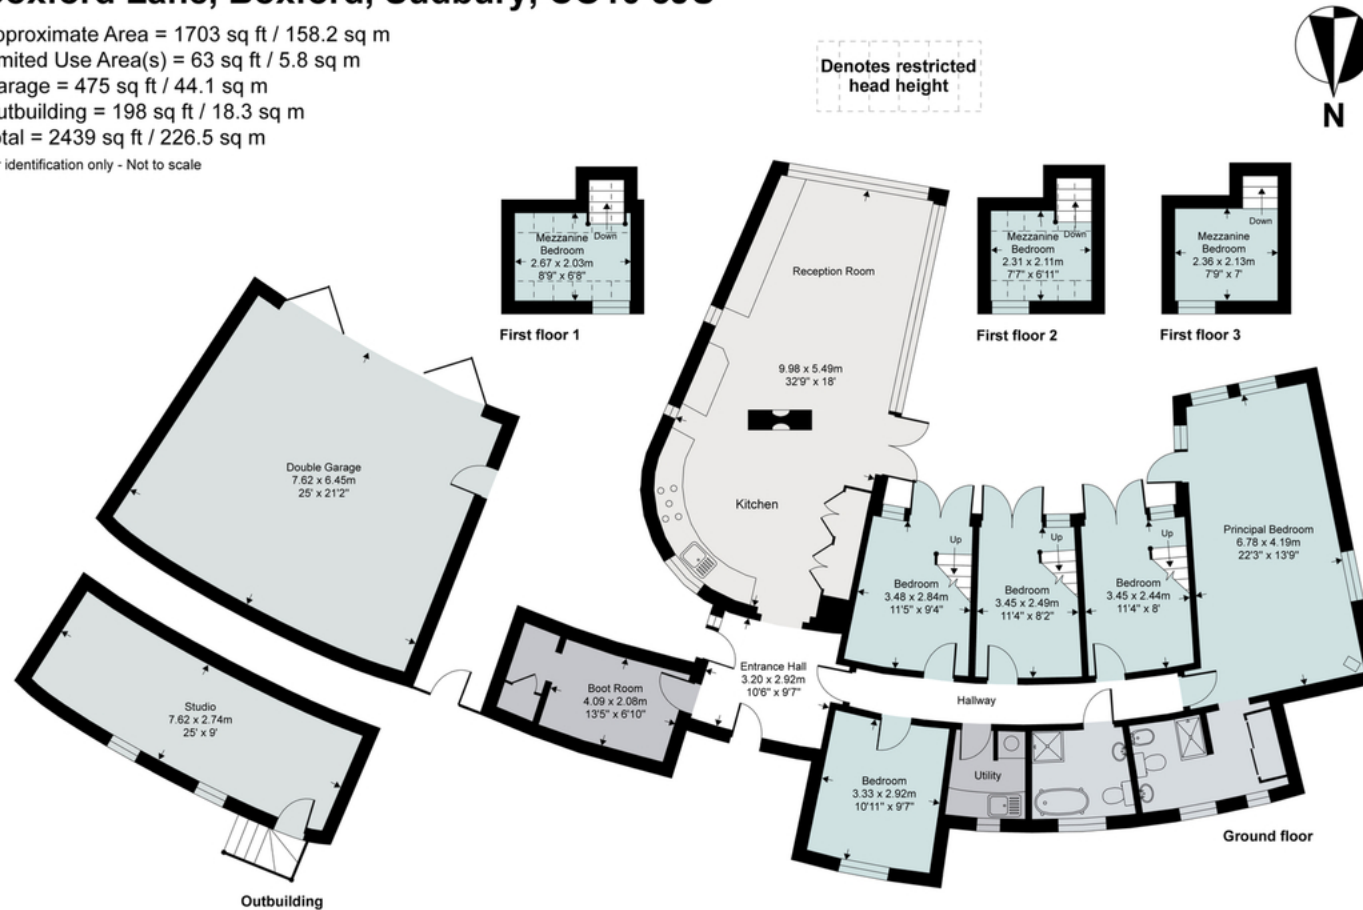 Boxford Lane, Boxford, Sudbury, CO10 5JS
pproximate Area = 1703 sq ft / 158.2 sq m
mited Use Area(s) = 63 sq ft / 5.8 sq m
arage = 475 sq ft / 44.1 sq m
utbuilding = 198 sq ft / 18.3 sq m
otal = 2439 sq ft / 226.5 sq m
r identification only - Not to scale
Denotes restricted
head height
N
Mezzanine
Bedroom
2.67 x 2.03m
8'9" x 6'8"
Down
First floor 1
Mezzanine
Bedroom
2.31 x 2.11m
7'7" x 6'11"
Down
First floor 2
Mezzanine
Bedroom
2.36 x 2.13m
7'9" x 7'
Down
First floor 3
Reception Room
9.98 x 5.49m
32'9" x 18'
Kitchen
Double Garage
7.62 x 6.45m
25' x 21'2"
Principal Bedroom
6.78 x 4.19m
22'3" x 13'9"
Up
Bedroom
3.48 x 2.84m
11'5" x 9'4"
Up
Bedroom
3.45 x 2.49m
11'4" x 8'2"
Up
Bedroom
3.45 x 2.44m
11'4" x 8'
Entrance Hall
3.20 x 2.92m
10'6" x 9'7"
Boot Room
4.09 x 2.08m
13'5" x 6'10"
Hallway
Studio
7.62 x 2.74m
25' x 9'
Bedroom
3.33 x 2.92m
10'11" x 9'7"
Utility
Ground floor
Outbuilding